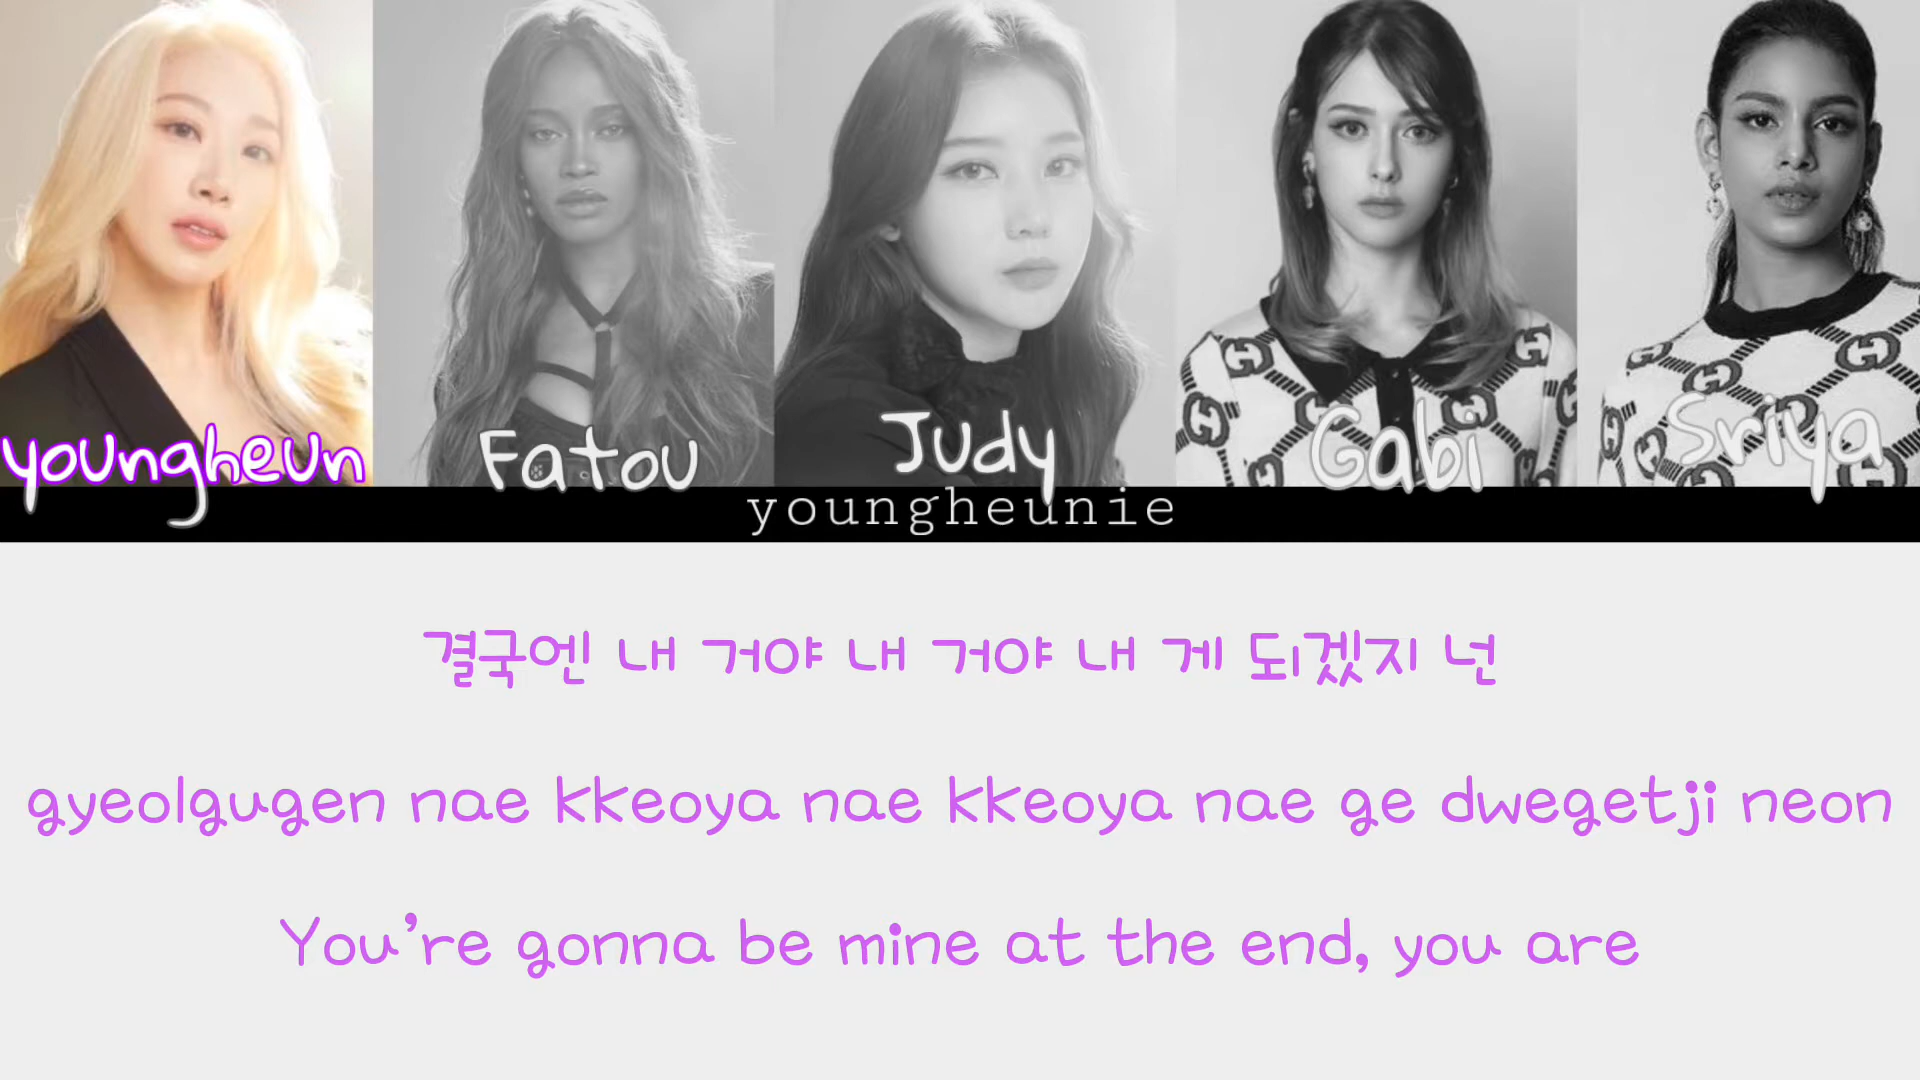 youngheun
Fatou
Judy
Gabi
Sriya
youngheunie
결국엔 내 거야 내 거야 내 게 되겠지 넌
gyeolgugen nae kkeoya nae kkeoya nae ge dwegetji neon
You're gonna be mine at the end, you are